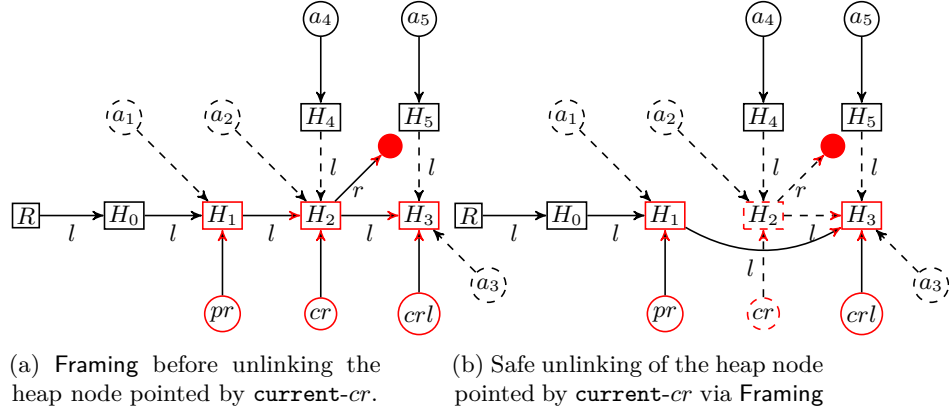 a4 a5 a4 a5
a1 a2 H4 H5 a1 a2 H4 H5
l r l l r l
R H0 H1 H2 H3 R H0 H1 H2 H3
l l l l l l l
a3 l a3
pr cr crl pr cr crl
(a) Framing before unlinking the (b) Safe unlinking of the heap node
heap node pointed by current-cr. pointed by current-cr via Framing